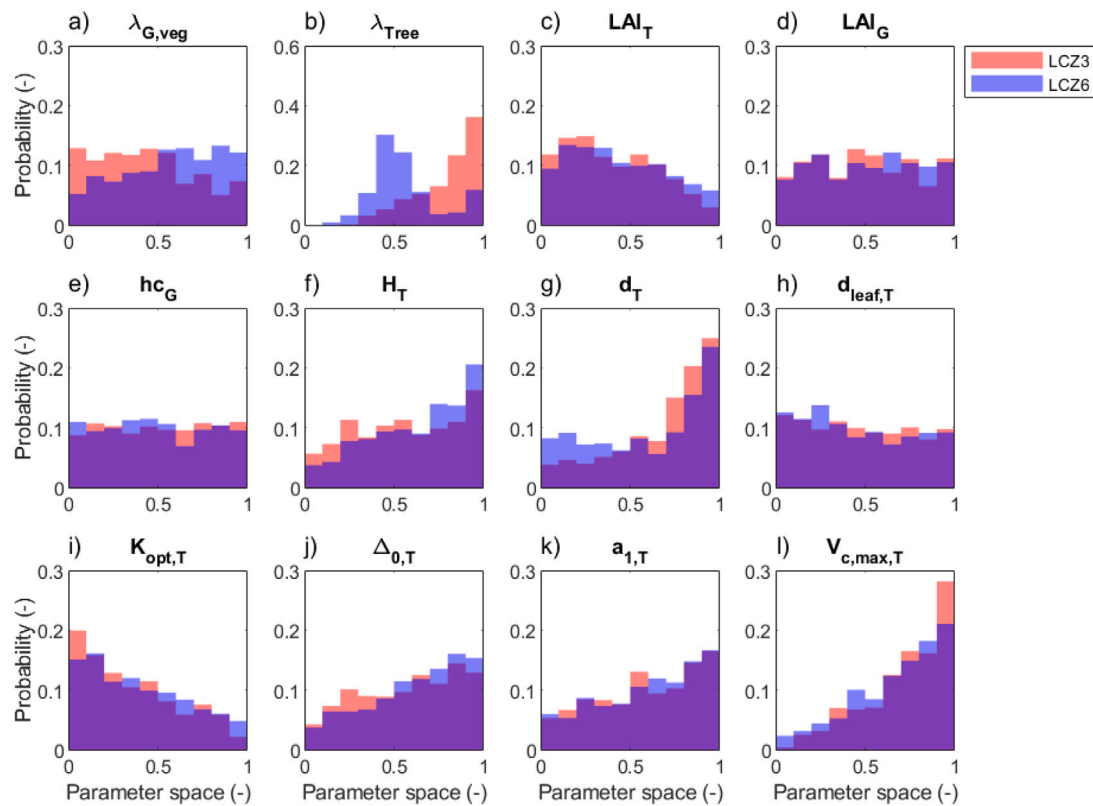 a) λG,veg
b) λTree
c) LAIT
d) LAIG
LCZ3
LCZ6
Probability (-)
0.3
0.2
0.1
0
0 0.5 1
0.6
0.4
0.2
0
0 0.5 1
0.3
0.2
0.1
0
0 0.5 1
0.3
0.2
0.1
0
0 0.5 1
e) hcG
f) HT
g) dT
h) dleaf,T
Probability (-)
0.3
0.2
0.1
0
0 0.5 1
0.3
0.2
0.1
0
0 0.5 1
0.3
0.2
0.1
0
0 0.5 1
0.3
0.2
0.1
0
0 0.5 1
i) Kopt,T
j) Δ0,T
k) a1,T
l) Vc,max,T
Probability (-)
0.3
0.2
0.1
0
0 0.5 1
Parameter space (-)
0.3
0.2
0.1
0
0 0.5 1
Parameter space (-)
0.3
0.2
0.1
0
0 0.5 1
Parameter space (-)
0.3
0.2
0.1
0
0 0.5 1
Parameter space (-)